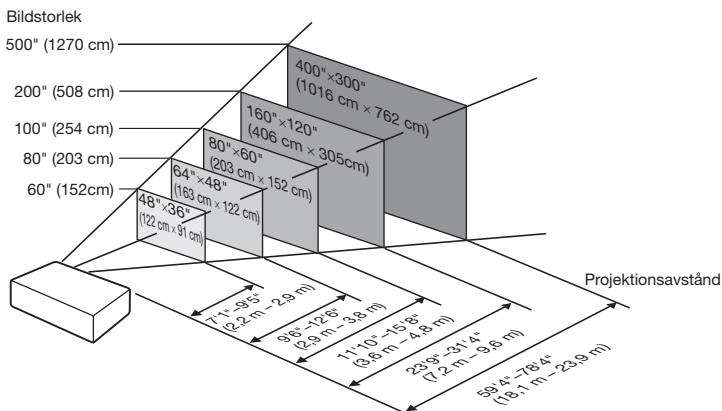 Bildstorlek
500" (1270 cm)
200" (508 cm)
100" (254 cm)
80" (203 cm)
60" (152cm)
400"×300"
(1016 cm × 762 cm)
160"×120"
(406 cm × 305cm)
80"×60"
(203 cm × 152 cm)
64"×48"
(163 cm × 122 cm)
48"×36"
(122 cm × 91 cm)
Projektionsavstånd
7'1"–9'5"
(2,2 m – 2,9 m)
9'6"–12'6"
(2,9 m – 3,8 m)
11'10"–15'8"
(3,6 m – 4,8 m)
23'9"–31'4"
(7,2 m – 9,6 m)
59'4"–78'4"
(18,1 m – 23,9 m)